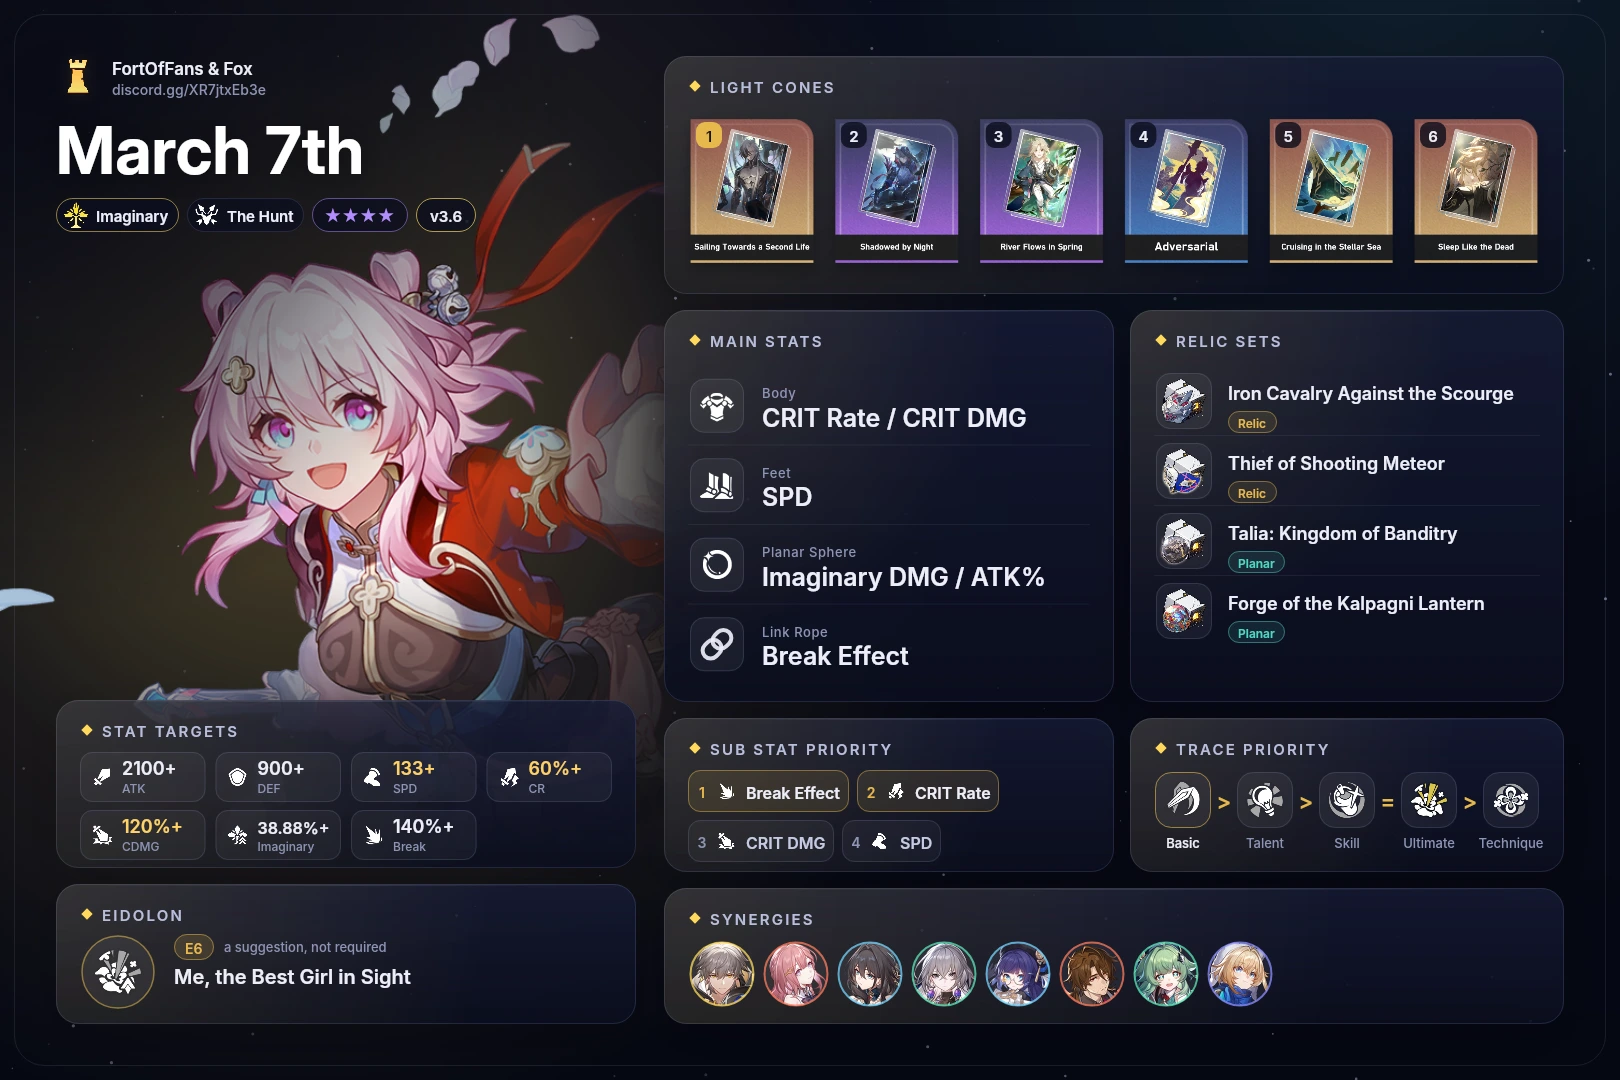 FortOfFans & Fox
discord.gg/XR7jtxEb3e
March 7th
Imaginary
The Hunt
v3.6
LIGHT CONES
1
2
3
4
5
6
Sailing Towards a Second Life
Shadowed by Night
River Flows in Spring
Adversarial
Cruising in the Stellar Sea
Sleep Like the Dead
MAIN STATS
Body
CRIT Rate / CRIT DMG
Feet
SPD
Planar Sphere
Imaginary DMG / ATK%
Link Rope
Break Effect
RELIC SETS
Iron Cavalry Against the Scourge
Relic
Thief of Shooting Meteor
Relic
Talia: Kingdom of Banditry
Planar
Forge of the Kalpagni Lantern
Planar
STAT TARGETS
2100+
ATK
900+
DEF
133+
SPD
60%+
CR
120%+
CDMG
38.88%+
Imaginary
140%+
Break
SUB STAT PRIORITY
1 Break Effect
2 CRIT Rate
3 CRIT DMG
4 SPD
TRACE PRIORITY
> > = >
Basic Talent Skill Ultimate Technique
EIDOLON
E6 a suggestion, not required
Me, the Best Girl in Sight
SYNERGIES